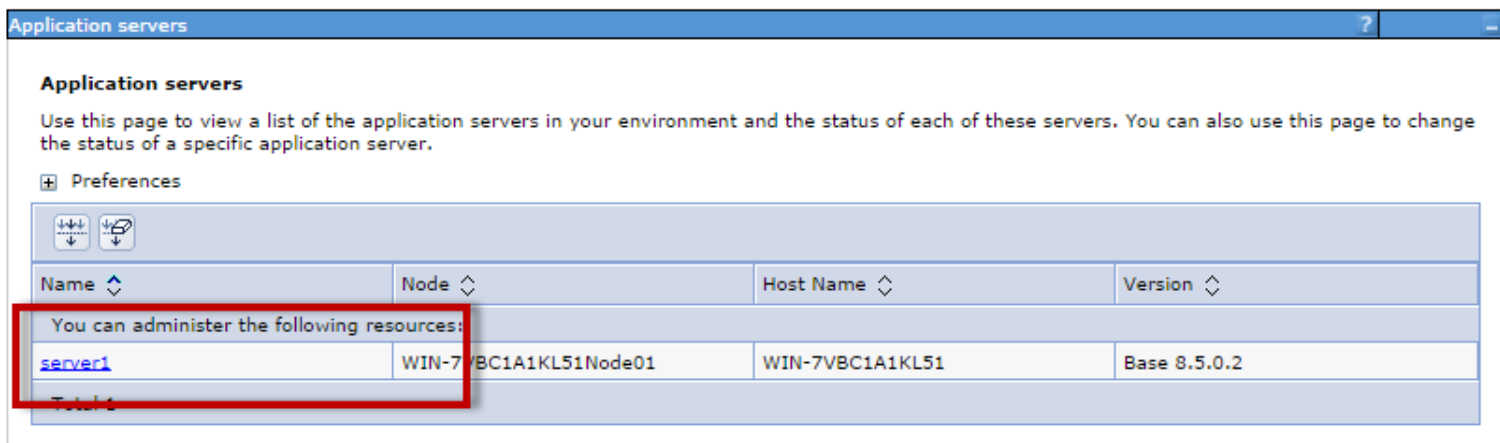 Application servers ?
Application servers
Use this page to view a list of the application servers in your environment and the status of each of these servers. You can also use this page to change
the status of a specific application server.
Preferences
Name Node Host Name Version
You can administer the following resources:
server1 WIN-7VBC1A1KL51Node01 WIN-7VBC1A1KL51 Base 8.5.0.2
Total 1